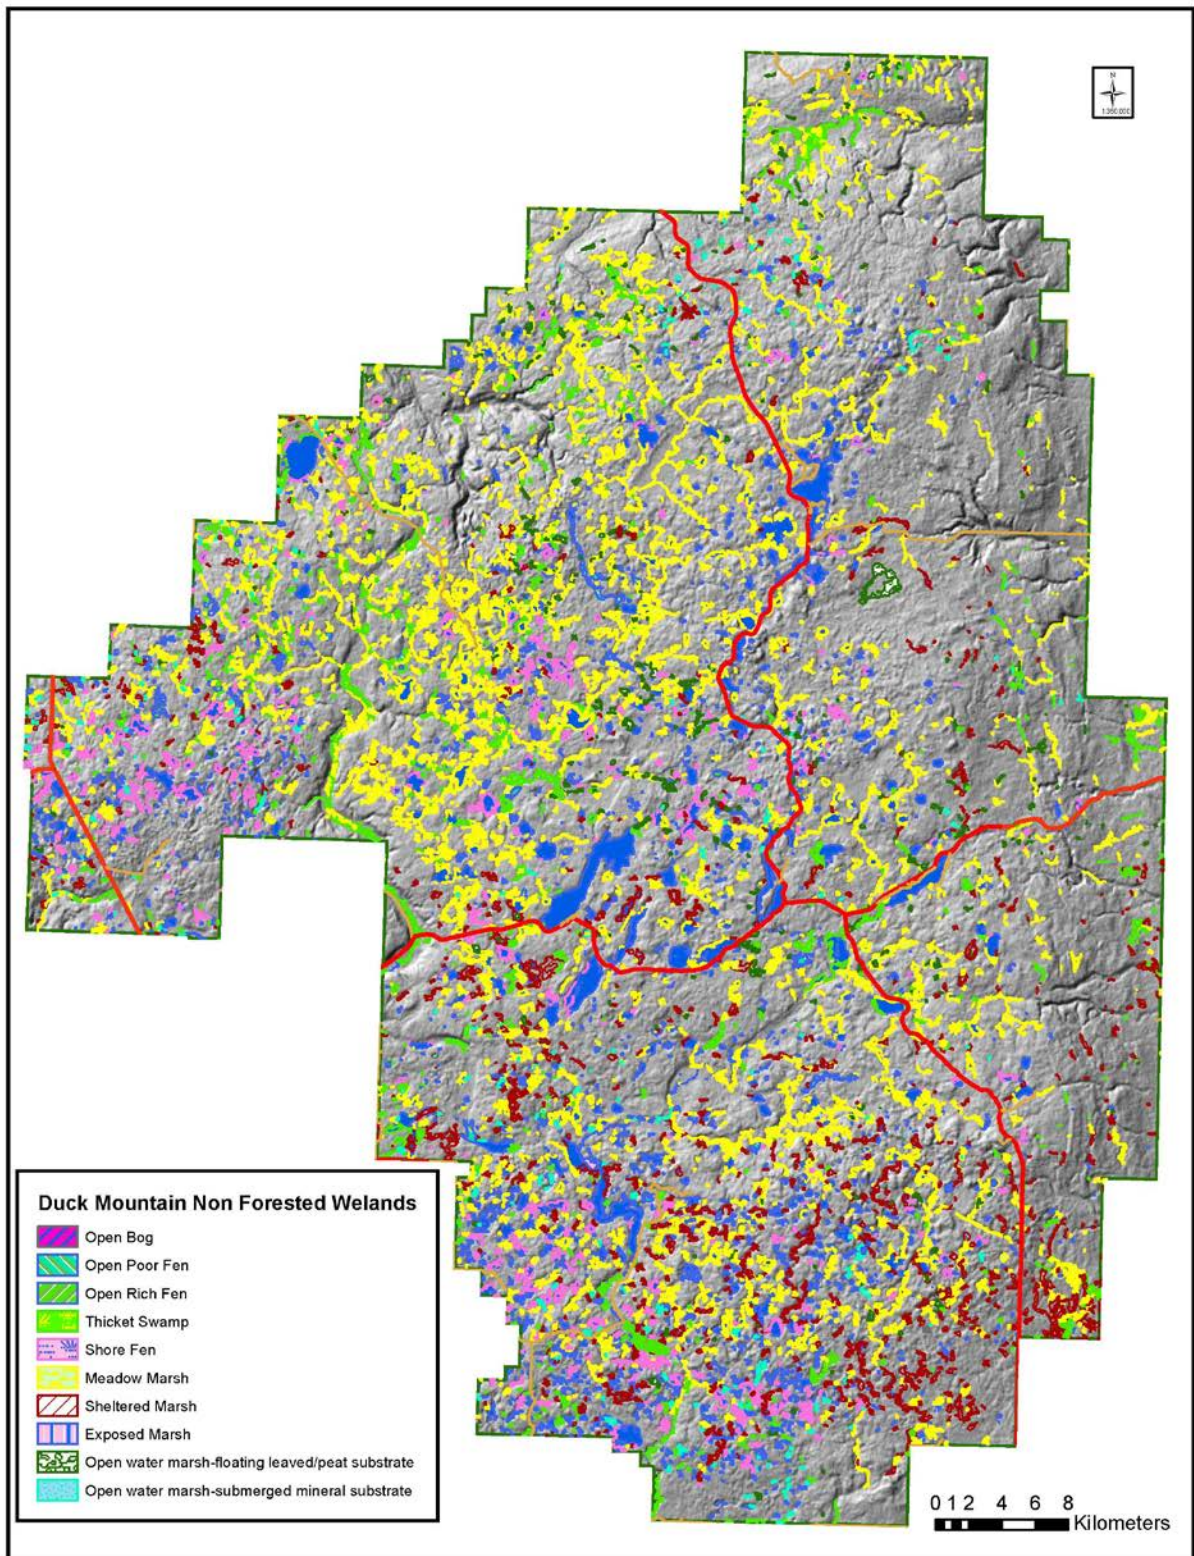 N
Duck Mountain Non Forested Welands
Open Bog
Open Poor Fen
Open Rich Fen
Thicket Swamp
Shore Fen
Meadow Marsh
Sheltered Marsh
Exposed Marsh
Open water marsh-floating leaved/peat substrate
Open water marsh-submerged mineral substrate
0 1 2 4 6 8
Kilometers